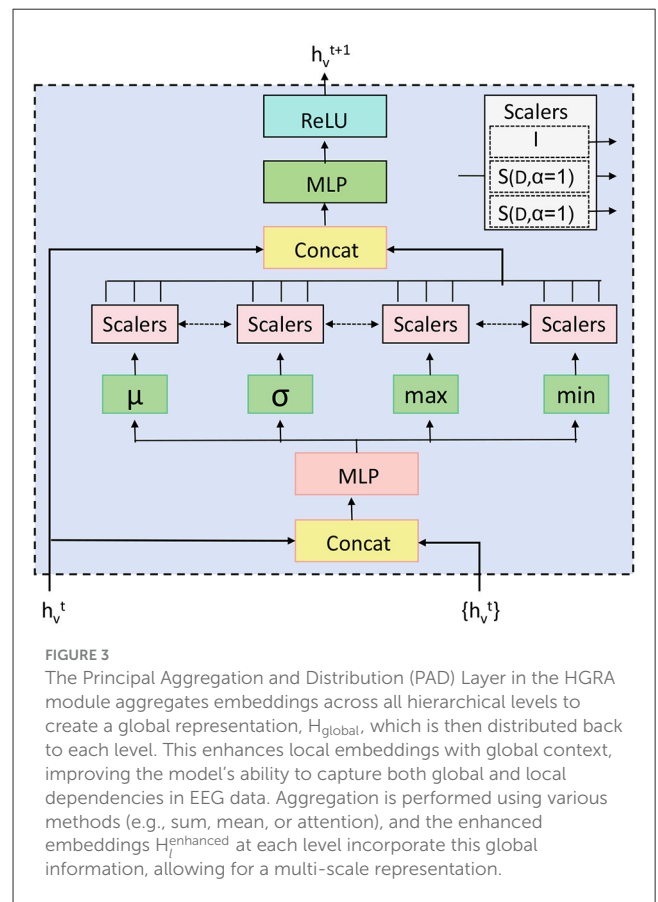 h_v^{t+1}
ReLU
Scalers
I
MLP
S(D,α=1)
S(D,α=1)
Concat
Scalers Scalers Scalers Scalers
μ σ max min
MLP
Concat
h_v^t {h_v^t}
FIGURE 3
The Principal Aggregation and Distribution (PAD) Layer in the HGRA
module aggregates embeddings across all hierarchical levels to
create a global representation, H_global, which is then distributed back
to each level. This enhances local embeddings with global context,
improving the model's ability to capture both global and local
dependencies in EEG data. Aggregation is performed using various
methods (e.g., sum, mean, or attention), and the enhanced
embeddings H_l^enhanced at each level incorporate this global
information, allowing for a multi-scale representation.